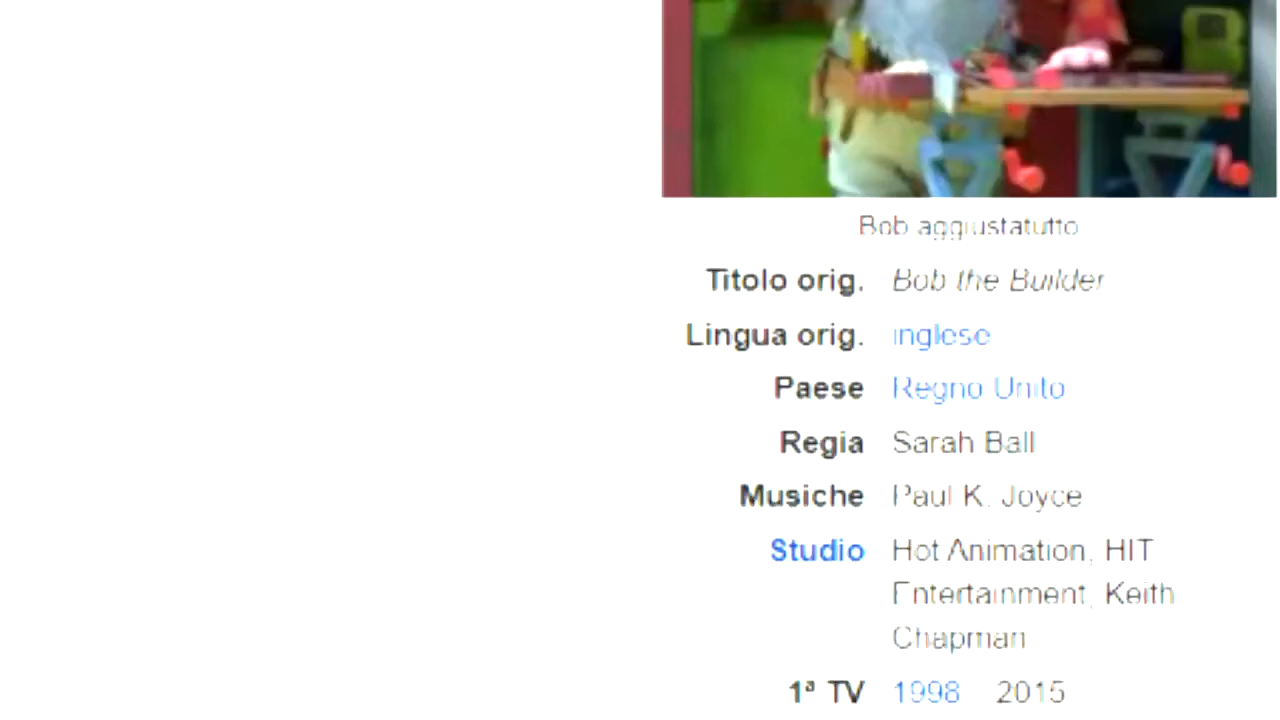 Bob aggiustatutto
Titolo orig. Bob the Builder
Lingua orig. inglese
Paese Regno Unito
Regia Sarah Ball
Musiche Paul K. Joyce
Studio Hot Animation, HIT
Entertainment, Keith
Chapman
1ª TV 1998 2015